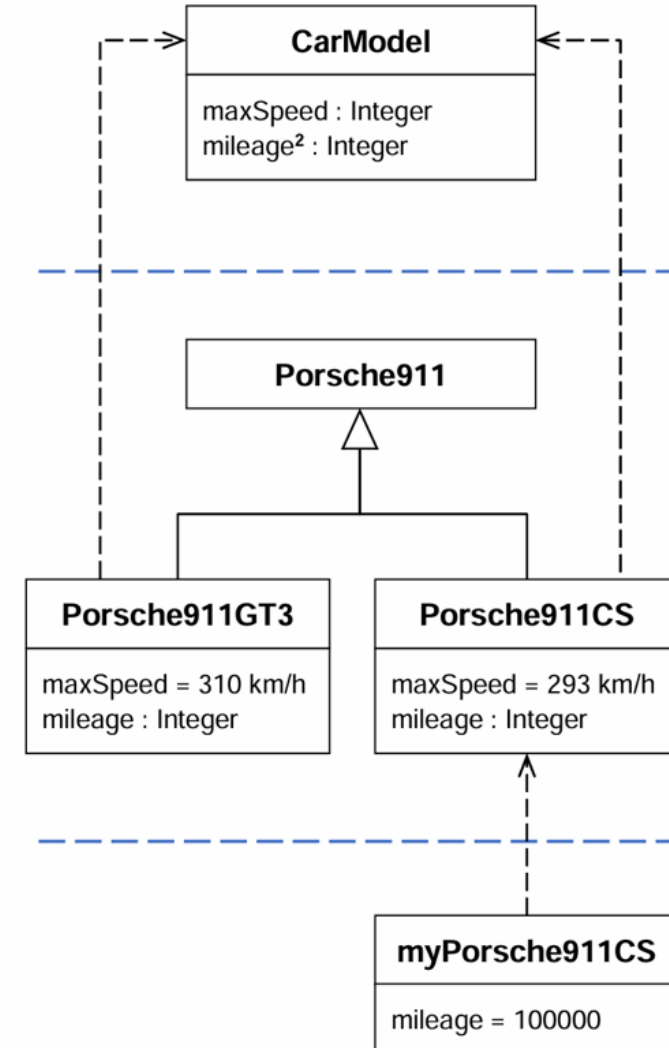 CarModel
maxSpeed : Integer
mileage² : Integer
Porsche911
Porsche911GT3
maxSpeed = 310 km/h
mileage : Integer
Porsche911CS
maxSpeed = 293 km/h
mileage : Integer
myPorsche911CS
mileage = 100000